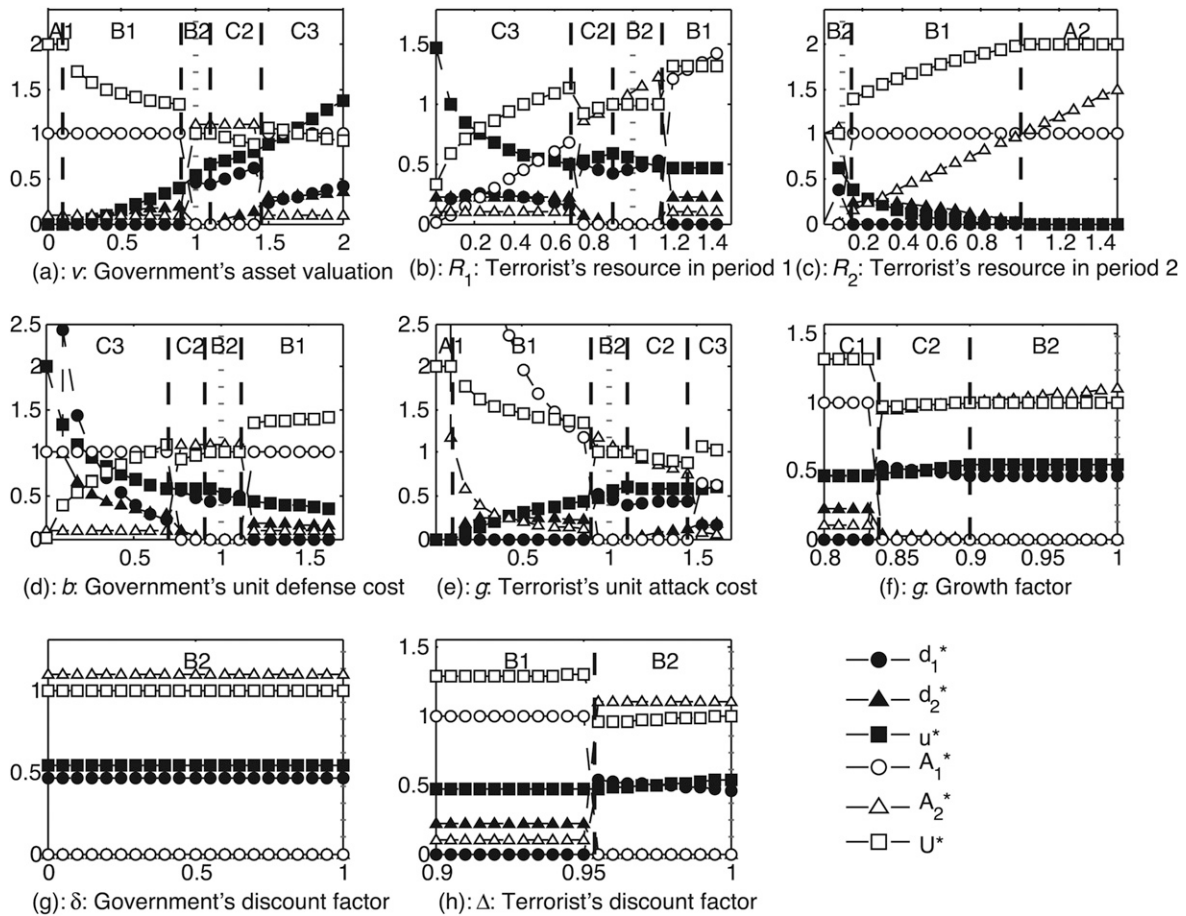 A1 B1 B2 C2 C3
2
1.5
1
0.5
0
0 0.5 1 1.5 2
(a): v: Government's asset valuation
C3 C2 B2 B1
1.5
1
0.5
0
0.2 0.4 0.6 0.8 1 1.2 1.4
(b): R1: Terrorist's resource in period 1
B2 B1 A2
2
1.5
1
0.5
0
0.2 0.4 0.6 0.8 1 1.2 1.4
(c): R2: Terrorist's resource in period 2
2.5
C3 C2 B2 B1
2
1.5
1
0.5
0
0.5 1 1.5
(d): b: Government's unit defense cost
2.5
A1 B1 B2 C2 C3
2
1.5
1
0.5
0
0.5 1 1.5
(e): g: Terrorist's unit attack cost
1.5
C1 C2 B2
1
0.5
0
0.8 0.85 0.9 0.95 1
(f): g: Growth factor
B2
1
0.5
0
0 0.5 1
(g): δ: Government's discount factor
1.5
B1 B2
1
0.5
0
0.9 0.95 1
(h): Δ: Terrorist's discount factor
d1*
d2*
u*
A1*
A2*
U*